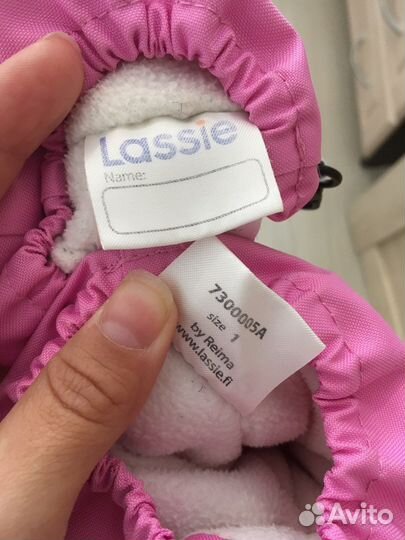 Lassie
Name:
7300005A
size 1
by Reima
www.lassie.fi
Avito